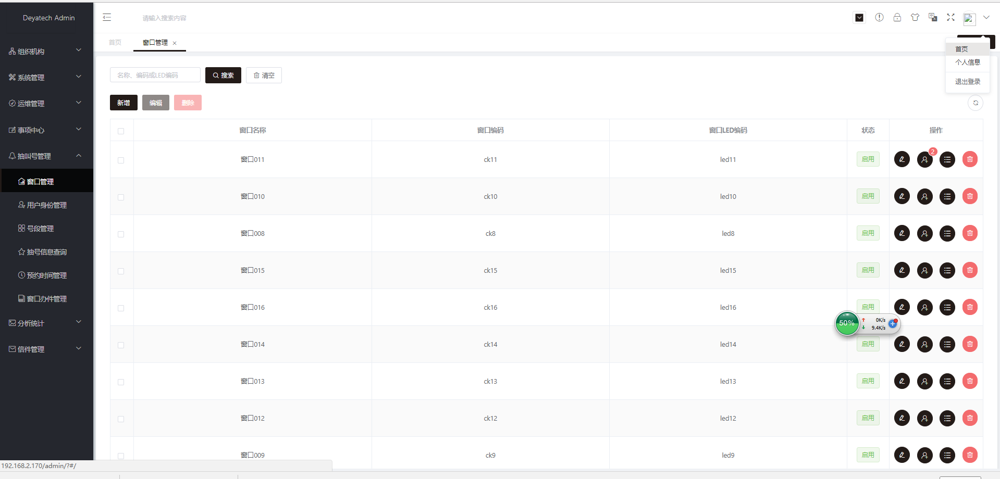 Deyatech Admin
请输入搜索内容
首页
窗口管理
首页
个人信息
退出登录
组织机构
系统管理
运维管理
事项中心
抽叫号管理
窗口管理
用户身份管理
号段管理
抽号信息查询
预约时间管理
窗口办件管理
分析统计
信件管理
名称、编码或LED编码
搜索
清空
新增
编辑
删除
窗口名称 窗口编码 窗口LED编码 状态 操作
窗口011 ck11 led11 启用 2
窗口010 ck10 led10 启用
窗口008 ck8 led8 启用
窗口015 ck15 led15 启用
窗口016 ck16 led16 启用
50% 0K/s
9.4K/s
窗口014 ck14 led14 启用
窗口013 ck13 led13 启用
窗口012 ck12 led12 启用
窗口009 ck9 led9 启用
192.168.2.170/admin/?#/